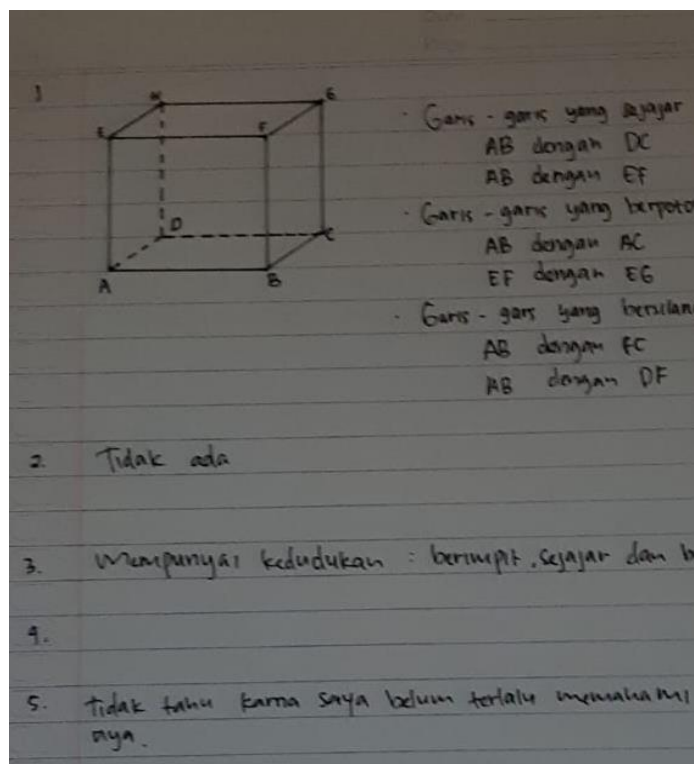 1
H G
E F
D C
A B
· Garis - garis yang sejajar
AB dengan DC
AB dengan EF
· Garis - garis yang berpoto
AB dengan AC
EF dengan EG
· Garis - gars yang bersilan
AB dengan FC
AB dengan DF
2. Tidak ada
3. Mempunyai kedudukan : berimpit, sejajar dan b
4.
5. tidak tahu karna saya belum terlalu memahami
nya.